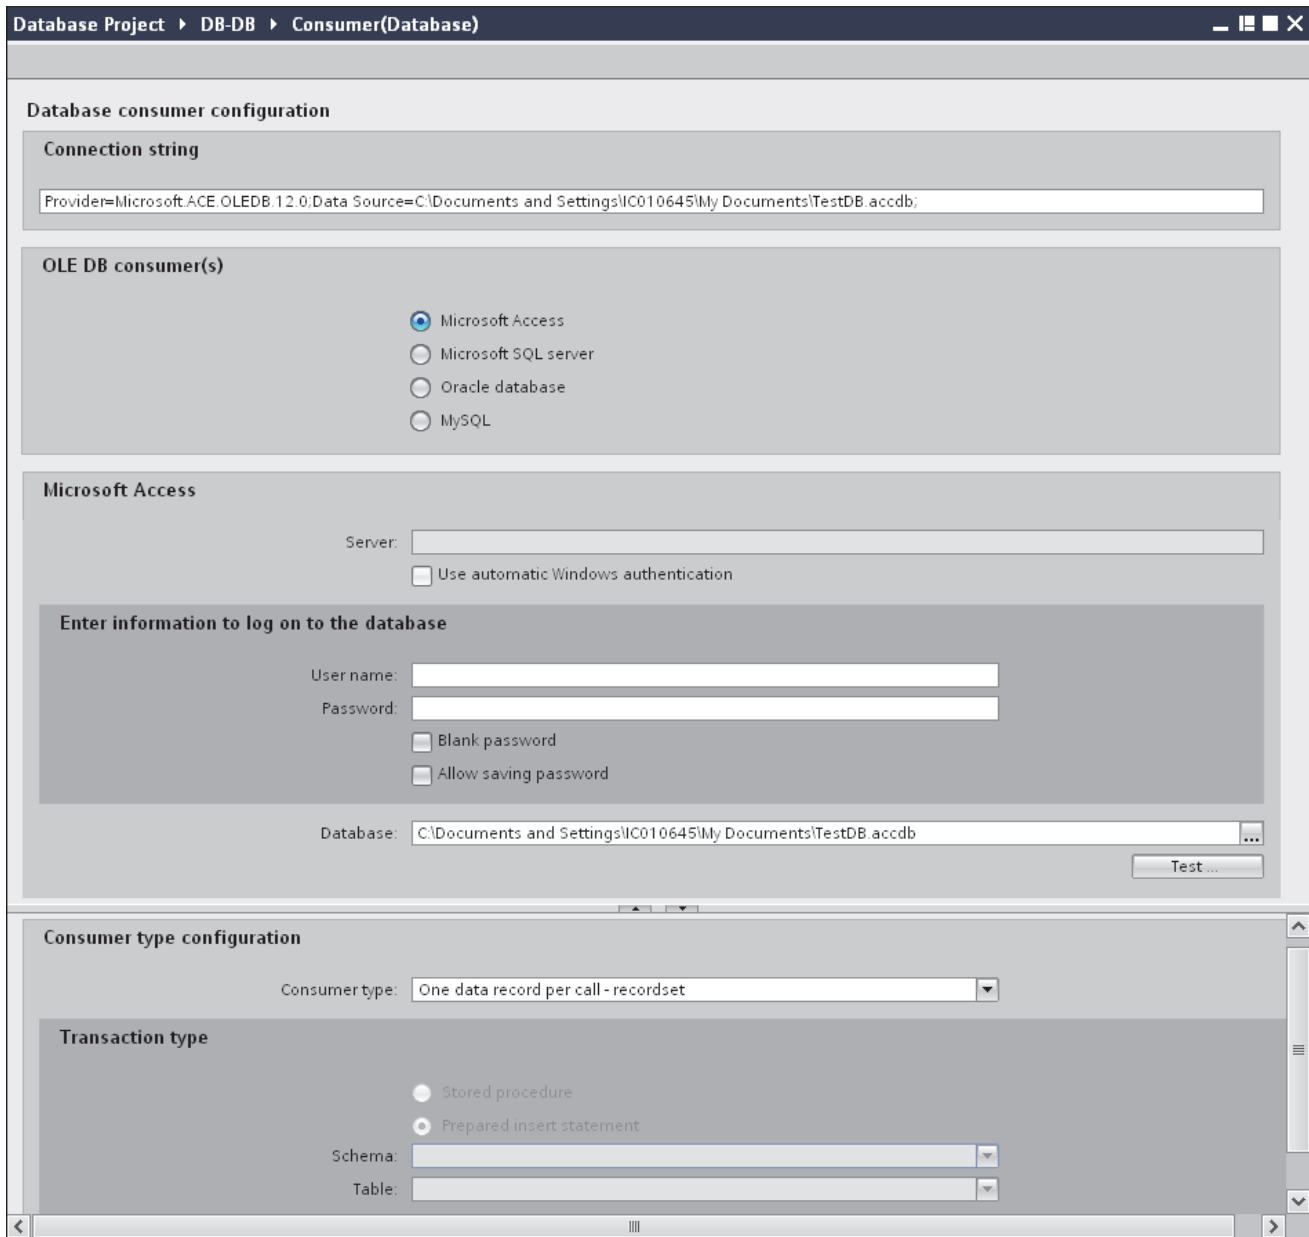 Database Project ▸ DB-DB ▸ Consumer(Database)
Database consumer configuration
Connection string
Provider=Microsoft.ACE.OLEDB.12.0;Data Source=C:\Documents and Settings\IC010645\My Documents\TestDB.accdb;
OLE DB consumer(s)
Microsoft Access
Microsoft SQL server
Oracle database
MySQL
Microsoft Access
Server:
Use automatic Windows authentication
Enter information to log on to the database
User name:
Password:
Blank password
Allow saving password
Database: C:\Documents and Settings\IC010645\My Documents\TestDB.accdb ...
Test ...
Consumer type configuration
Consumer type: One data record per call - recordset
Transaction type
Stored procedure
Prepared insert statement
Schema:
Table: